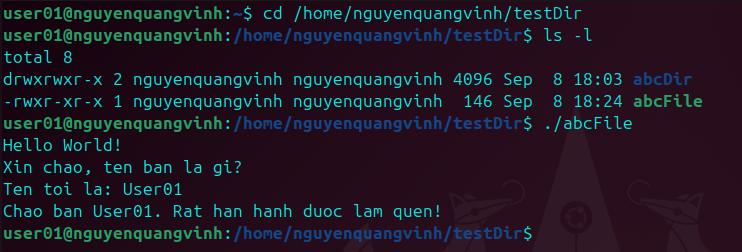 user01@nguyenquangvinh:~$ cd /home/nguyenquangvinh/testDir
user01@nguyenquangvinh:/home/nguyenquangvinh/testDir$ ls -l
total 8
drwxrwxr-x 2 nguyenquangvinh nguyenquangvinh 4096 Sep  8 18:03 abcDir
-rwxr-xr-x 1 nguyenquangvinh nguyenquangvinh  146 Sep  8 18:24 abcFile
user01@nguyenquangvinh:/home/nguyenquangvinh/testDir$ ./abcFile
Hello World!
Xin chao, ten ban la gi?
Ten toi la: User01
Chao ban User01. Rat han hanh duoc lam quen!
user01@nguyenquangvinh:/home/nguyenquangvinh/testDir$